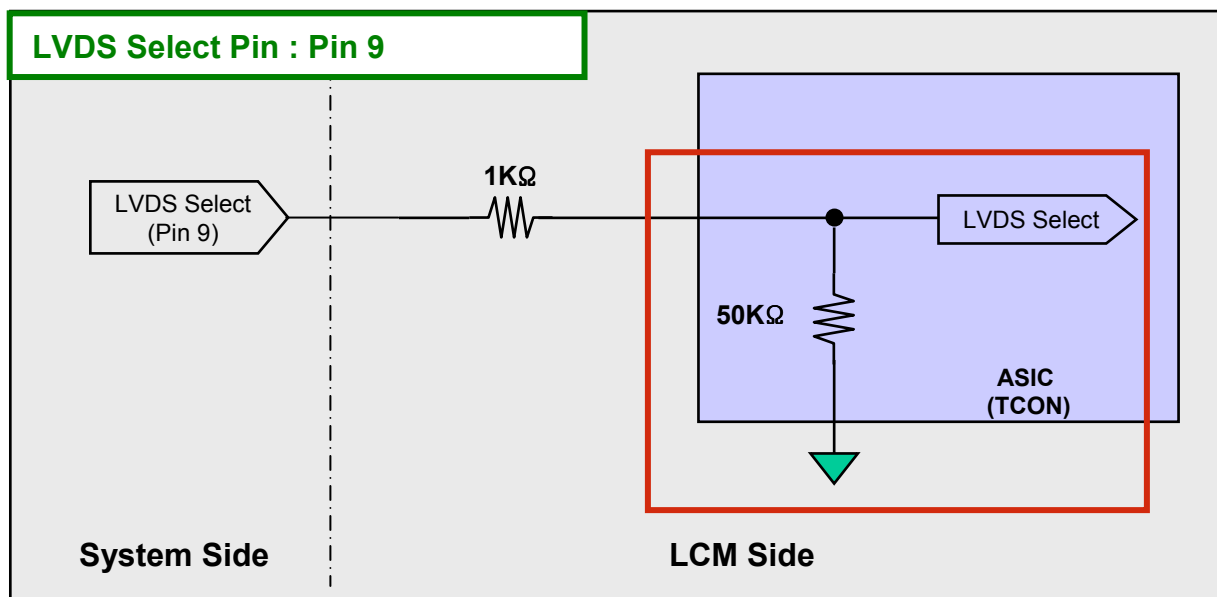 LVDS Select Pin : Pin 9
1KΩ
LVDS Select
(Pin 9)
LVDS Select
50KΩ
ASIC
(TCON)
System Side
LCM Side